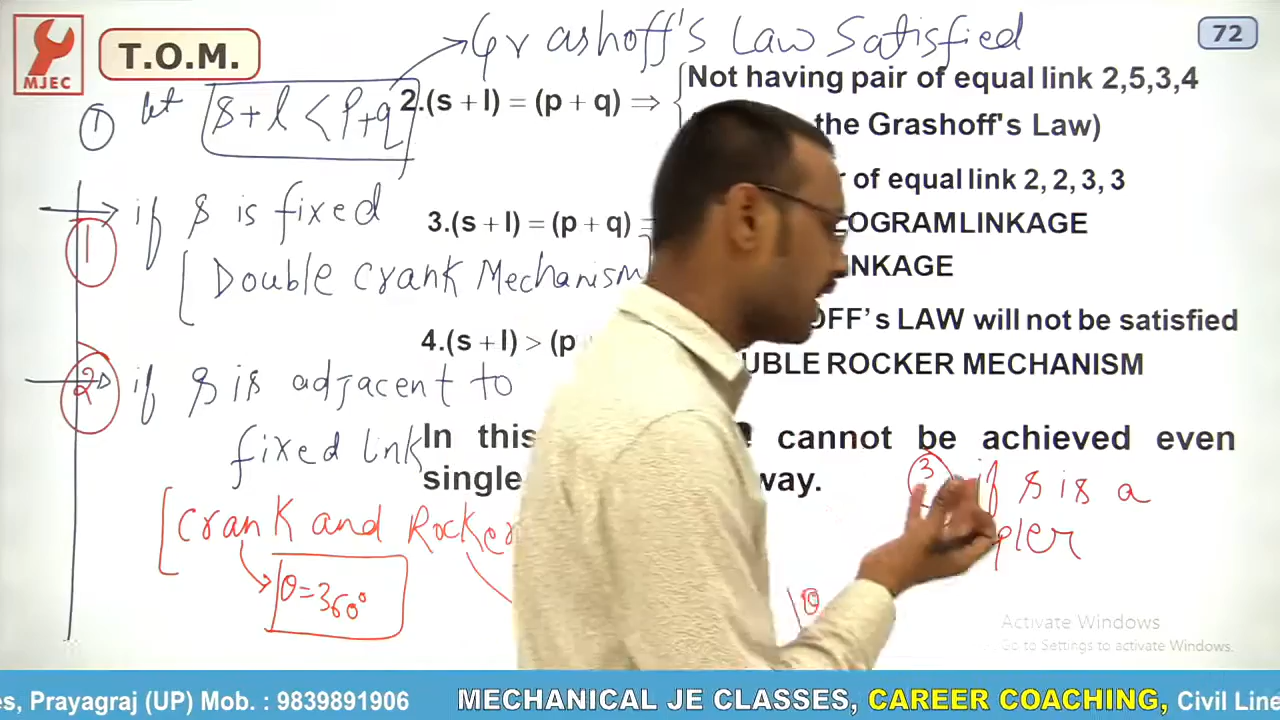 MJEC
T.O.M.
72
Grashoff's Law Satisfied
① let s+l < p+q
2.(s + l) = (p + q) ⇒
Not having pair of equal link 2,5,3,4
the Grashoff's Law)
1 → if s is fixed
[Double Crank Mechanism
of equal link 2, 2, 3, 3
3.(s + l) = (p + q)
OGRAM LINKAGE
NKAGE
4.(s + l) > (p
OFF's LAW will not be satisfied
UBLE ROCKER MECHANISM
2 → if s is adjacent to
fixed link
In this
cannot be achieved even
single
way.
[Crank and Rocker
θ=360°
3 if s is a
pler
Activate Windows
Go to Settings to activate Windows.
es, Prayagraj (UP) Mob. : 9839891906 MECHANICAL JE CLASSES, CAREER COACHING, Civil Line